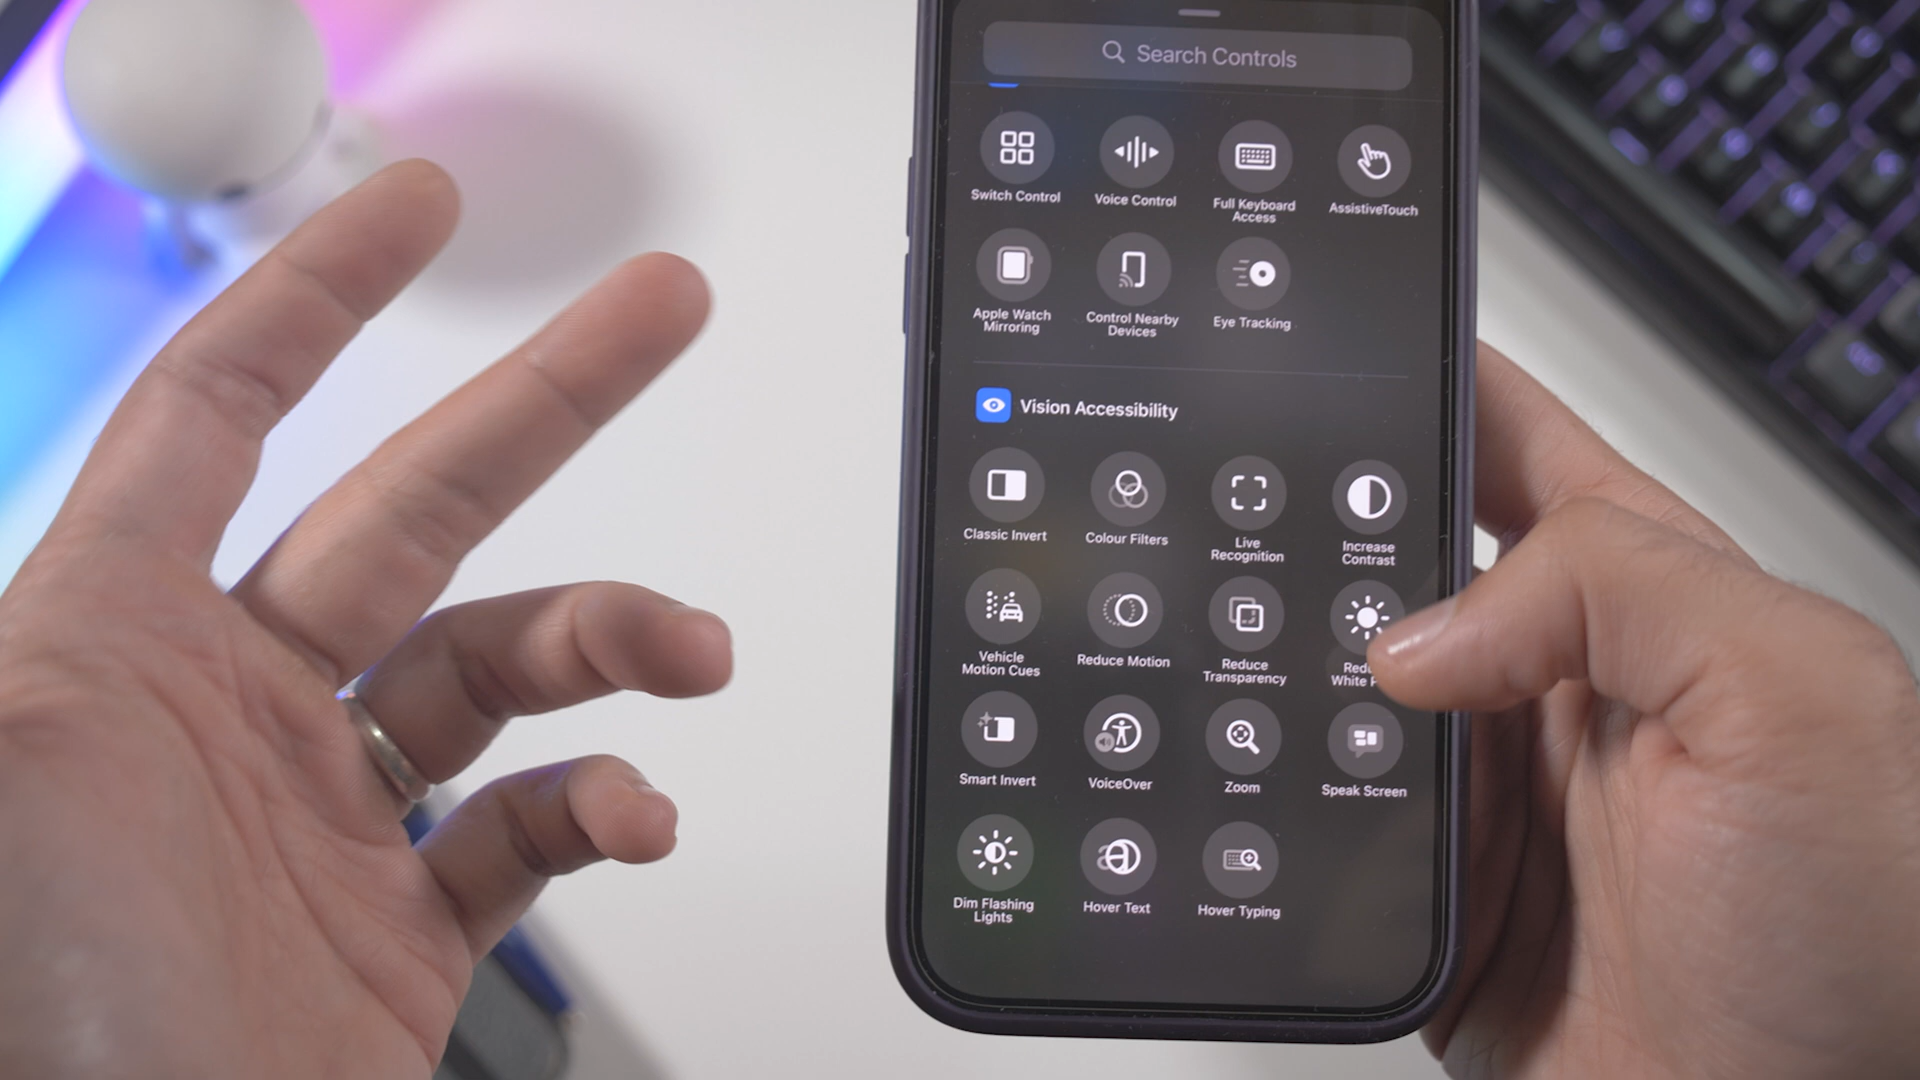 Search Controls
Switch Control
Voice Control
Full Keyboard
Access
AssistiveTouch
Apple Watch
Mirroring
Control Nearby
Devices
Eye Tracking
Vision Accessibility
Classic Invert
Colour Filters
Live
Recognition
Increase
Contrast
Vehicle
Motion Cues
Reduce Motion
Reduce
Transparency
White
Smart Invert
VoiceOver
Zoom
Speak Screen
Dim Flashing
Lights
Hover Text
Hover Typing